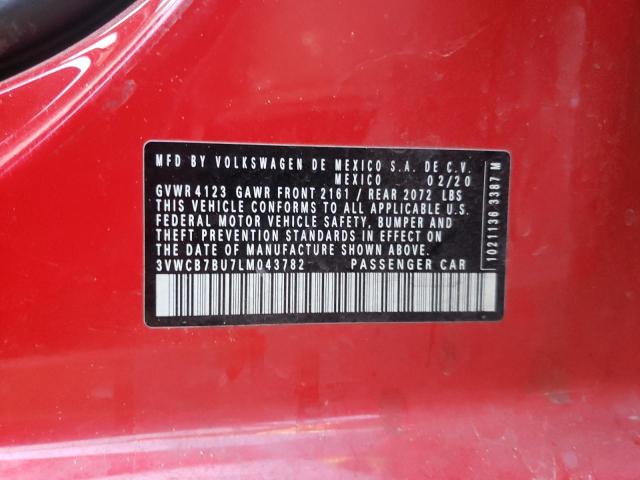 MFD BY VOLKSWAGEN DE MEXICO S.A. DE C.V.
MEXICO 02/20
GVWR 4123 GAWR FRONT 2161 / REAR 2072 LBS
THIS VEHICLE CONFORMS TO ALL APPLICABLE U.S.
FEDERAL MOTOR VEHICLE SAFETY, BUMPER AND
THEFT PREVENTION STANDARDS IN EFFECT ON
THE DATE OF MANUFACTURE SHOWN ABOVE.
3VWCB7BU7LM043782 PASSENGER CAR
1021136 3387 M